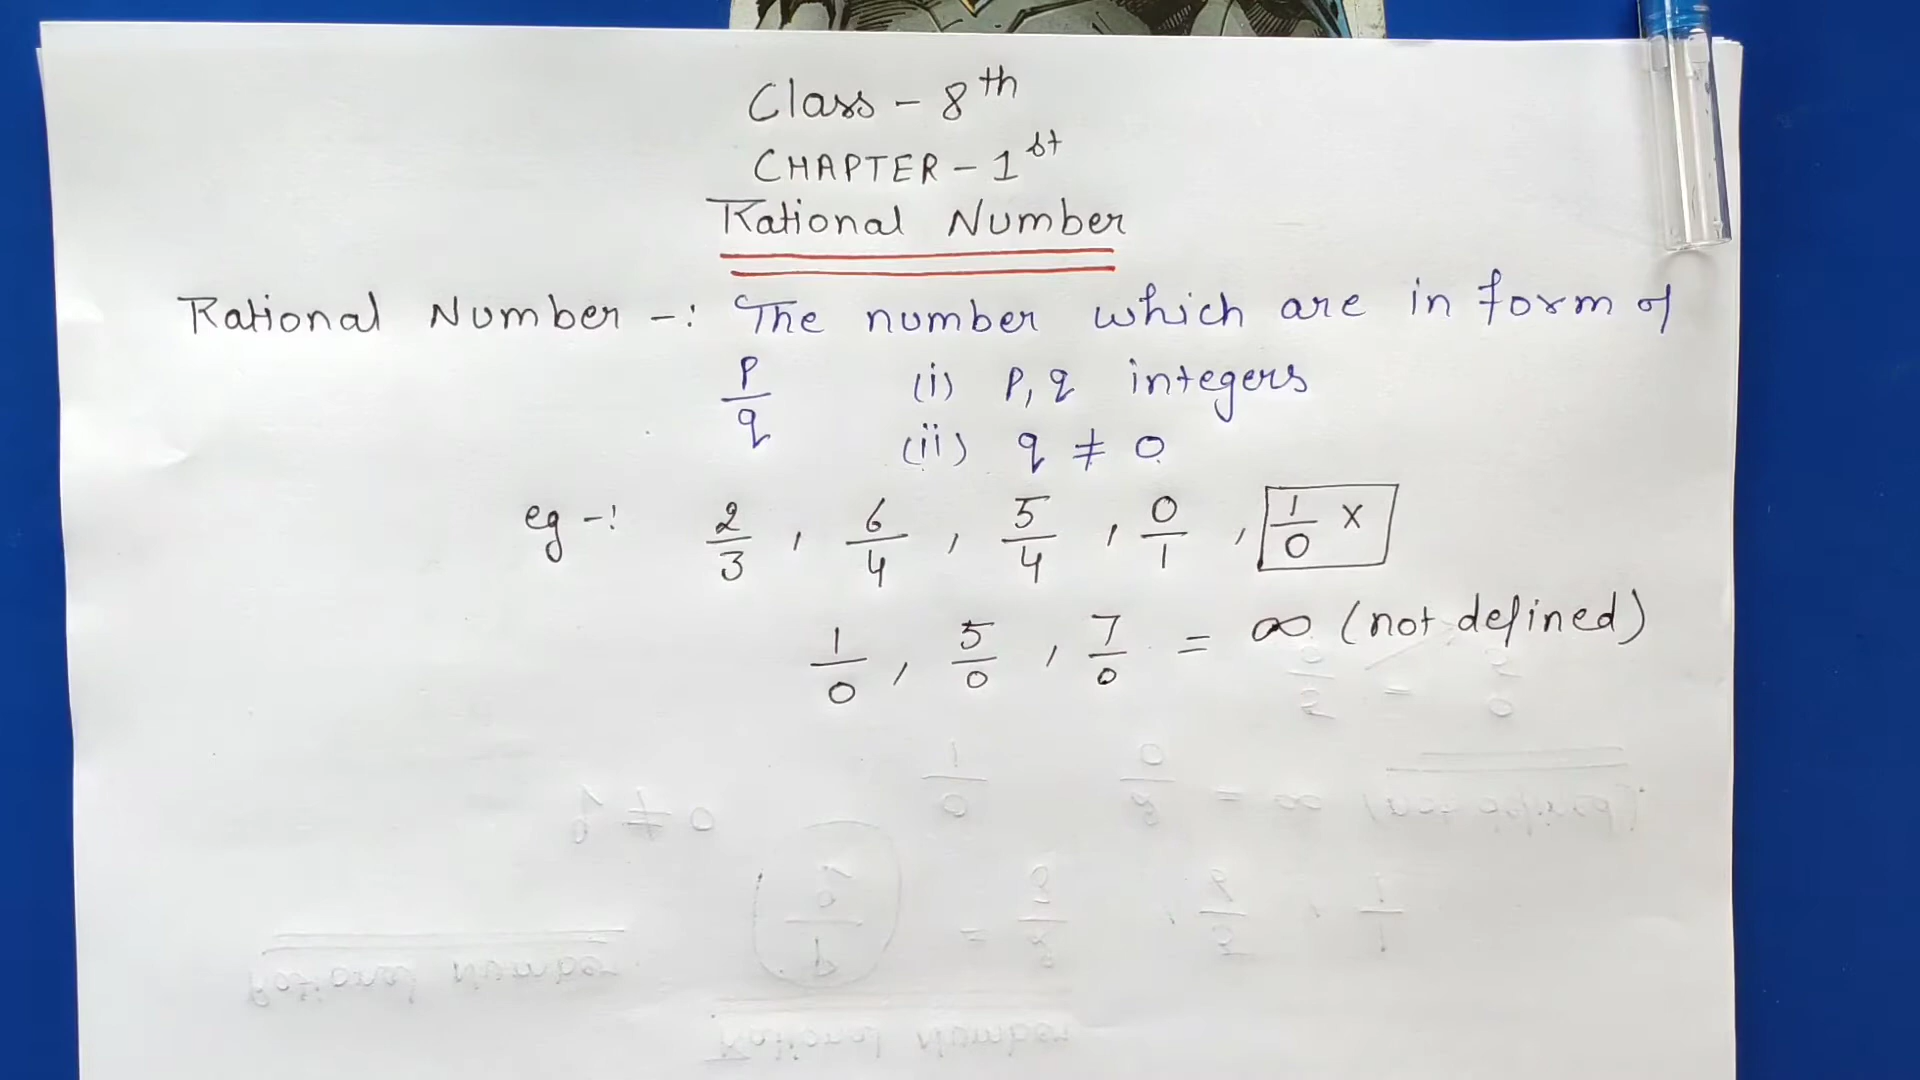 Class - 8th
CHAPTER - 1st
Rational Number
Rational Number -: The number which are in form of
p/q (i) p, q integers
(ii) q ≠ 0
eg -: 2/3, 6/4, 5/4, 0/1, 1/0 x
1/0, 5/0, 7/0 = ∞ (not defined)